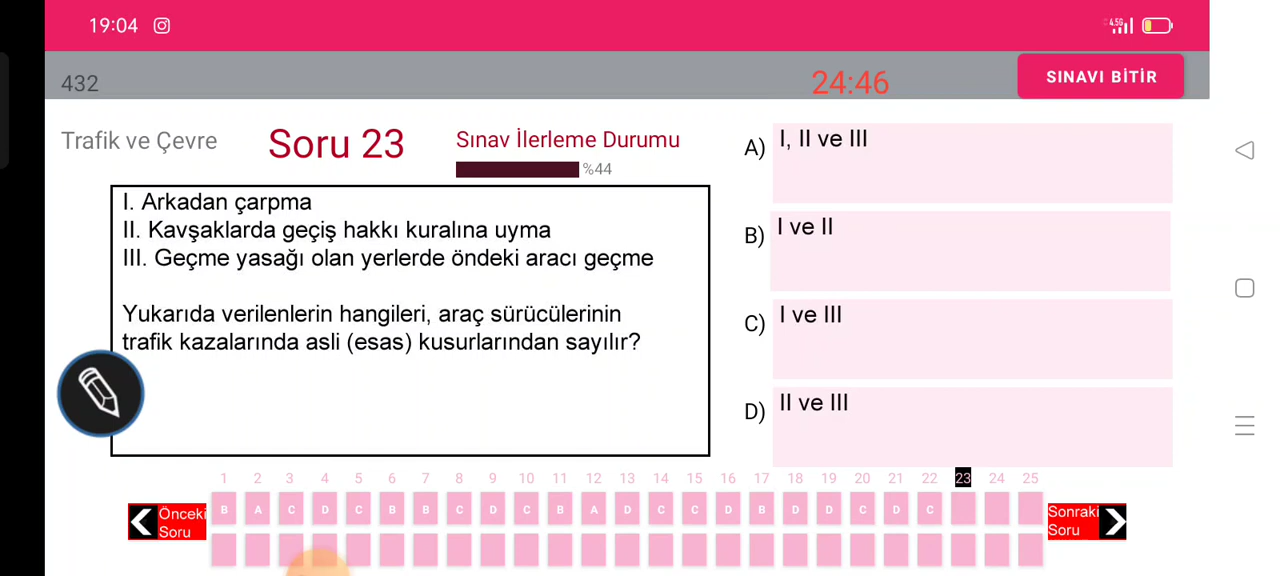 19:04
4.5G
432
24:46
SINAVI BİTİR
Trafik ve Çevre
Soru 23
Sınav İlerleme Durumu
%44
I. Arkadan çarpma
II. Kavşaklarda geçiş hakkı kuralına uyma
III. Geçme yasağı olan yerlerde öndeki aracı geçme
Yukarıda verilenlerin hangileri, araç sürücülerinin
trafik kazalarında asli (esas) kusurlarından sayılır?
A) I, II ve III
B) I ve II
C) I ve III
D) II ve III
1 2 3 4 5 6 7 8 9 10 11 12 13 14 15 16 17 18 19 20 21 22 23 24 25
Önceki
Soru
B A C D C B B C D C B A D C C D B D D C D C
Sonraki
Soru